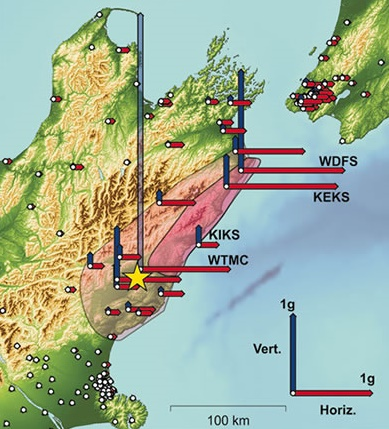 WDFS
KEKS
KIKS
WTMC
1g
Vert.
1g
Horiz.
100 km